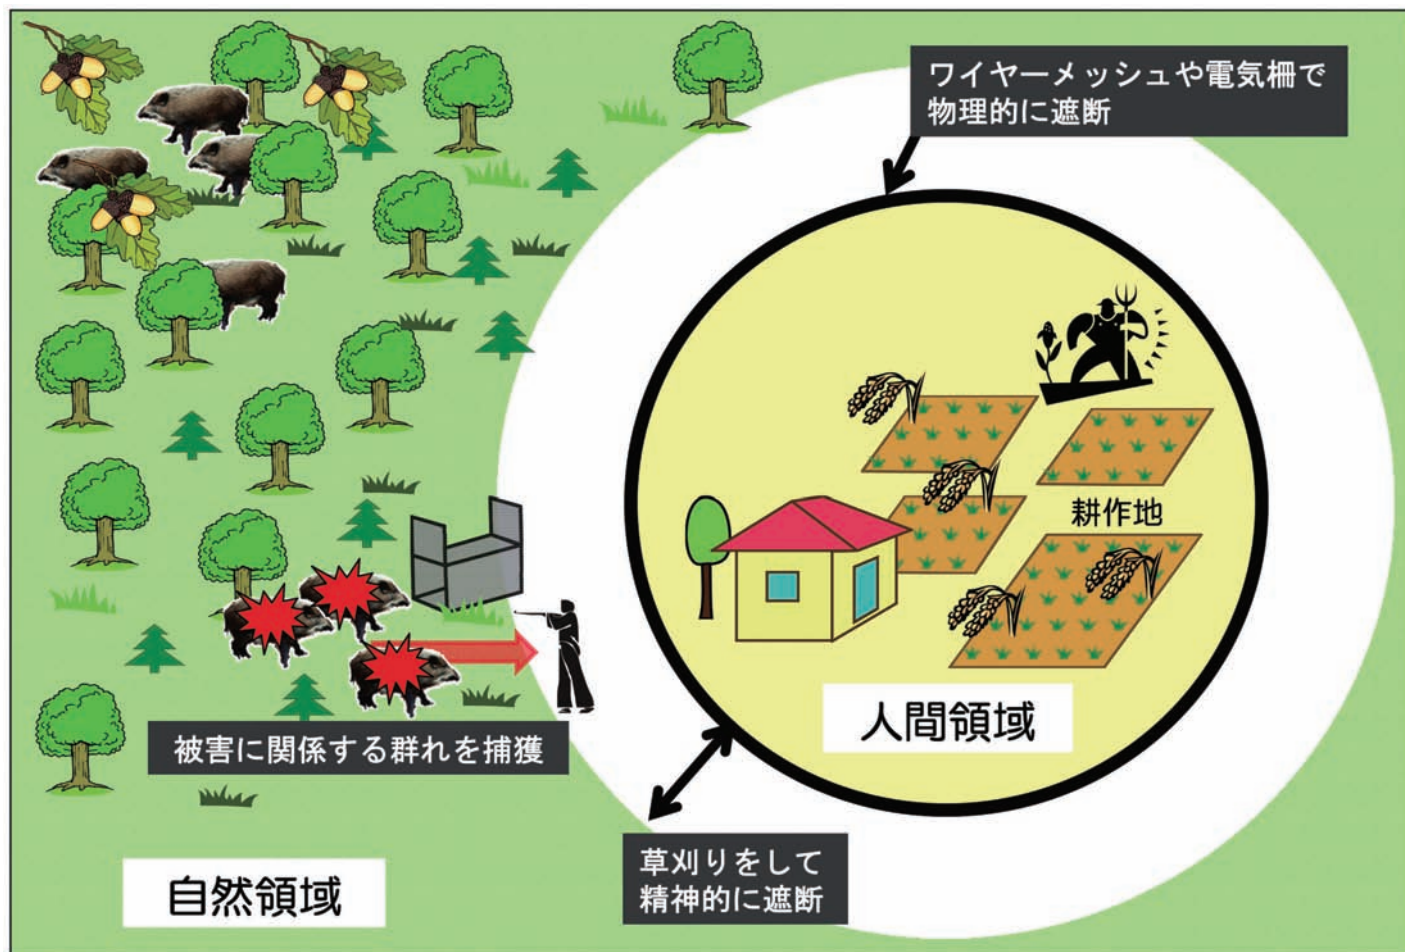 ワイヤーメッシュや電気柵で
物理的に遮断
耕作地
人間領域
被害に関係する群れを捕獲
草刈りをして
精神的に遮断
自然領域